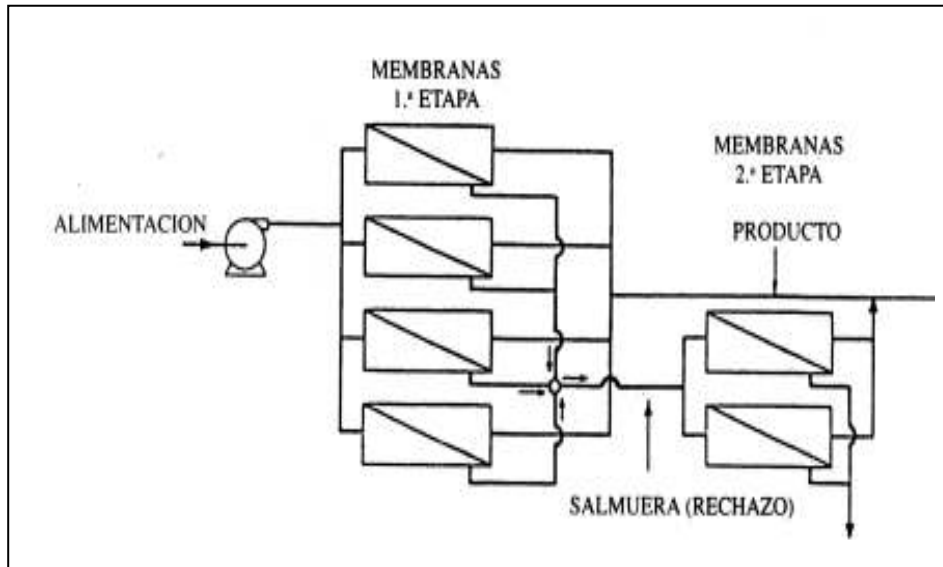 MEMBRANAS
1.ª ETAPA
MEMBRANAS
2.ª ETAPA
ALIMENTACION
PRODUCTO
SALMUERA (RECHAZO)